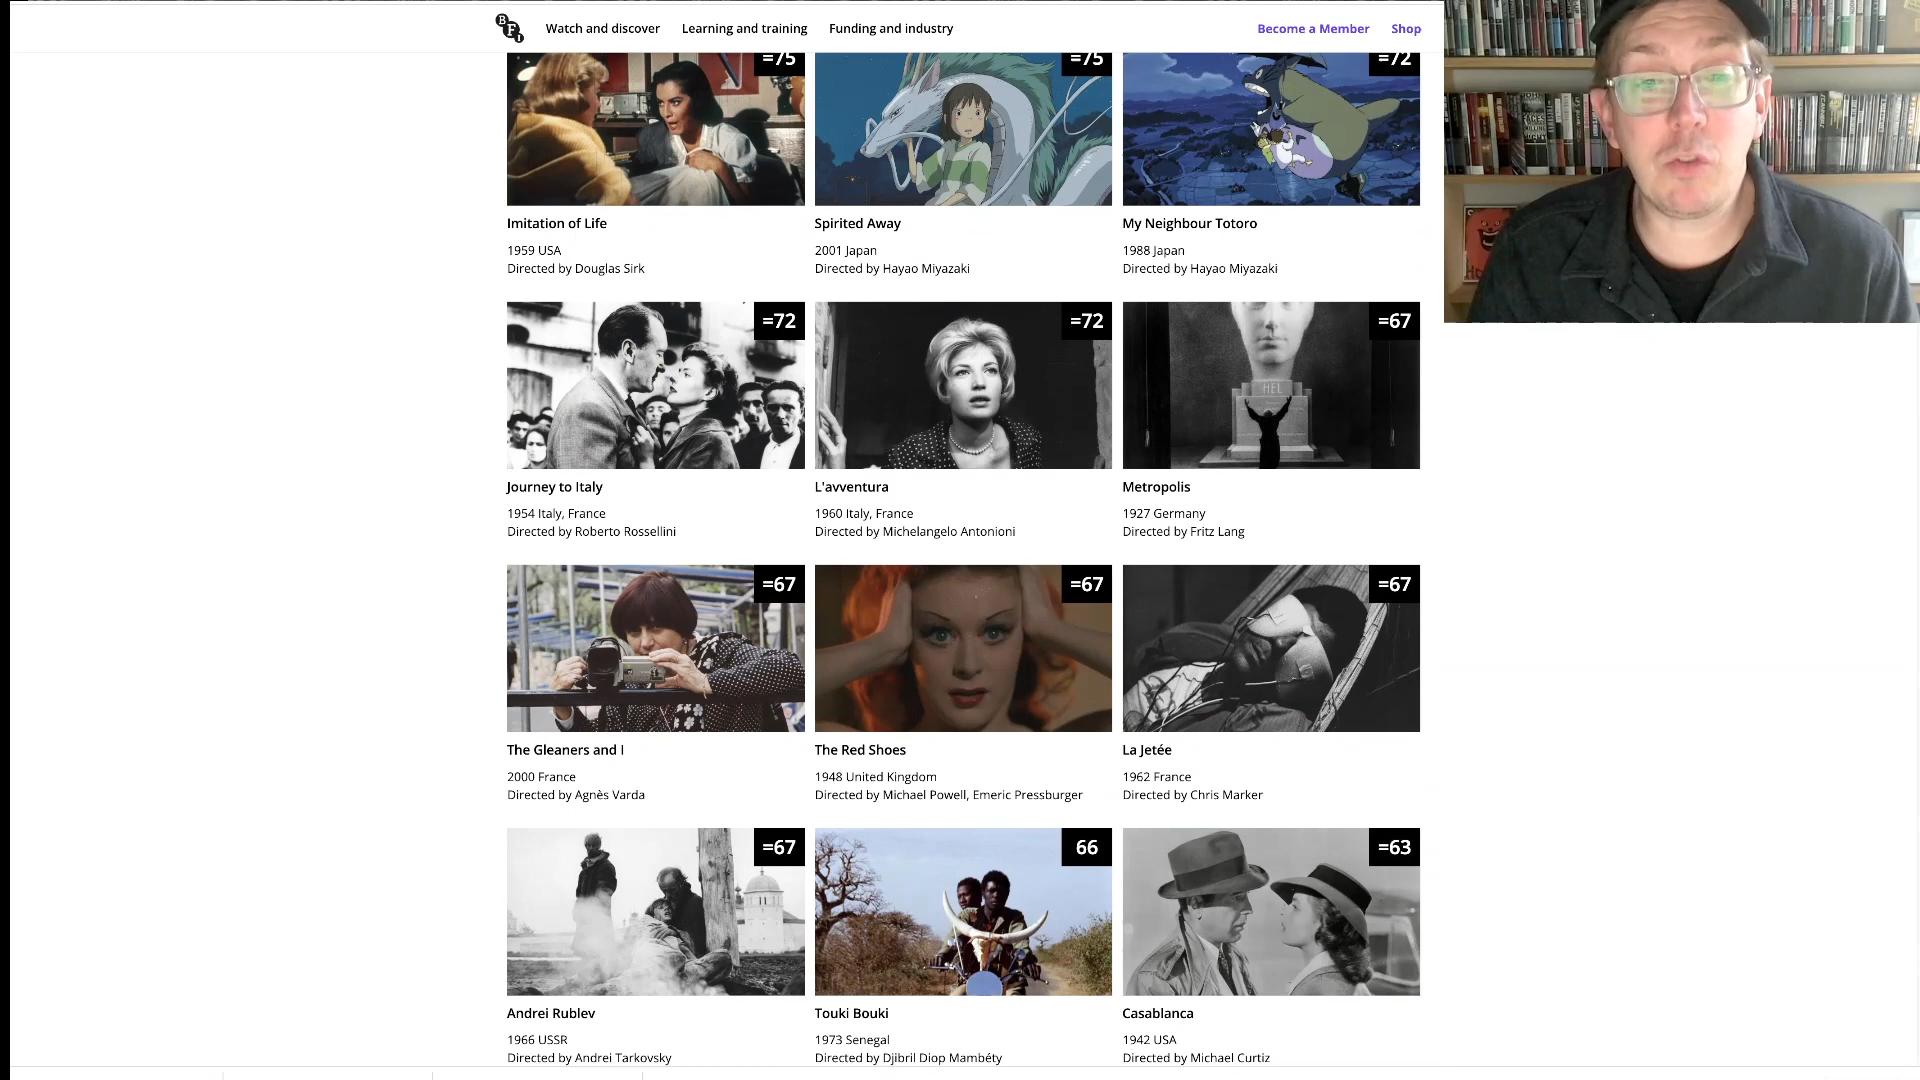 BFI
Watch and discover
Learning and training
Funding and industry
Become a Member
Shop
=75
=75
=72
Imitation of Life
1959 USA
Directed by Douglas Sirk
Spirited Away
2001 Japan
Directed by Hayao Miyazaki
My Neighbour Totoro
1988 Japan
Directed by Hayao Miyazaki
=72
=72
HEL
=67
Journey to Italy
1954 Italy, France
Directed by Roberto Rossellini
L'avventura
1960 Italy, France
Directed by Michelangelo Antonioni
Metropolis
1927 Germany
Directed by Fritz Lang
=67
=67
=67
The Gleaners and I
2000 France
Directed by Agnès Varda
The Red Shoes
1948 United Kingdom
Directed by Michael Powell, Emeric Pressburger
La Jetée
1962 France
Directed by Chris Marker
=67
66
=63
Andrei Rublev
1966 USSR
Directed by Andrei Tarkovsky
Touki Bouki
1973 Senegal
Directed by Djibril Diop Mambéty
Casablanca
1942 USA
Directed by Michael Curtiz